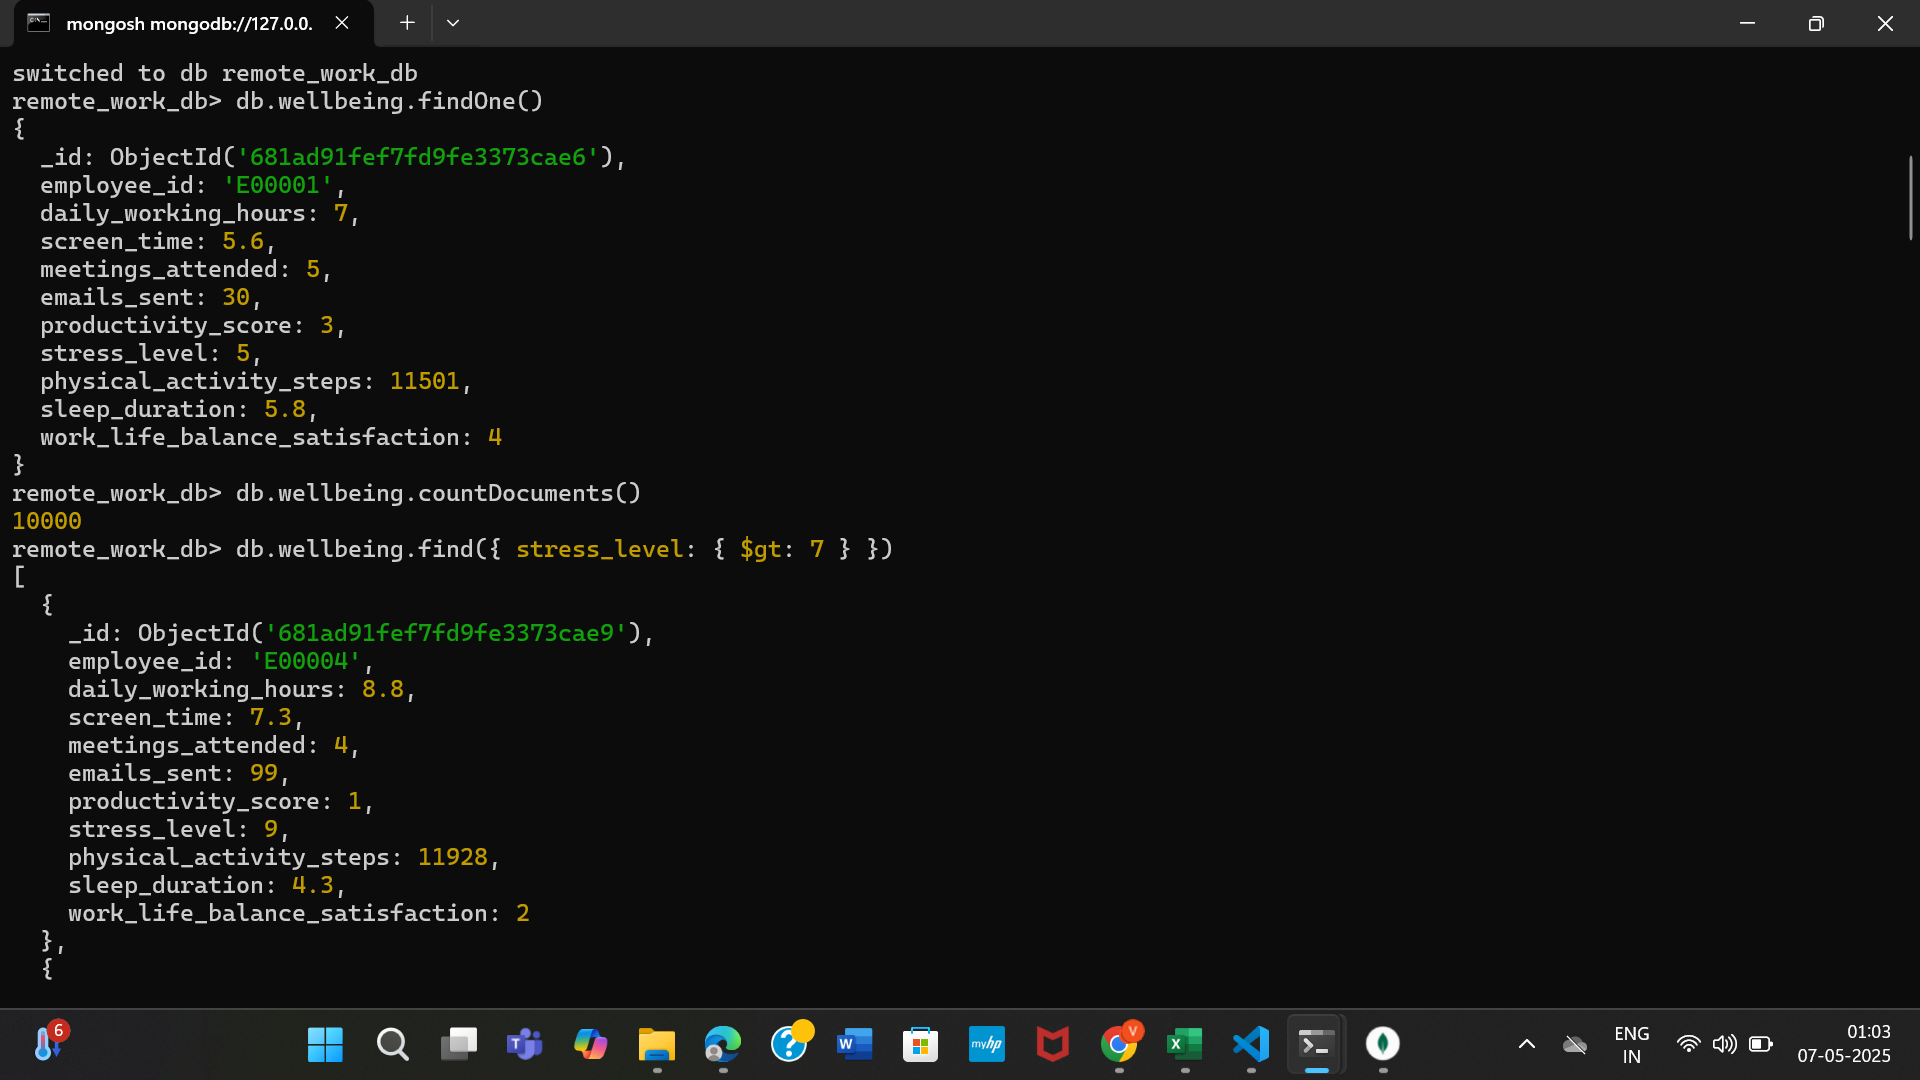 mongosh mongodb://127.0.0.
switched to db remote_work_db
remote_work_db> db.wellbeing.findOne()
{
  _id: ObjectId('681ad91fef7fd9fe3373cae6'),
  employee_id: 'E00001',
  daily_working_hours: 7,
  screen_time: 5.6,
  meetings_attended: 5,
  emails_sent: 30,
  productivity_score: 3,
  stress_level: 5,
  physical_activity_steps: 11501,
  sleep_duration: 5.8,
  work_life_balance_satisfaction: 4
}
remote_work_db> db.wellbeing.countDocuments()
10000
remote_work_db> db.wellbeing.find({ stress_level: { $gt: 7 } })
[
  {
    _id: ObjectId('681ad91fef7fd9fe3373cae9'),
    employee_id: 'E00004',
    daily_working_hours: 8.8,
    screen_time: 7.3,
    meetings_attended: 4,
    emails_sent: 99,
    productivity_score: 1,
    stress_level: 9,
    physical_activity_steps: 11928,
    sleep_duration: 4.3,
    work_life_balance_satisfaction: 2
  },
  {
6
T
?
W
myhp
V
X
ENG
IN
01:03
07-05-2025